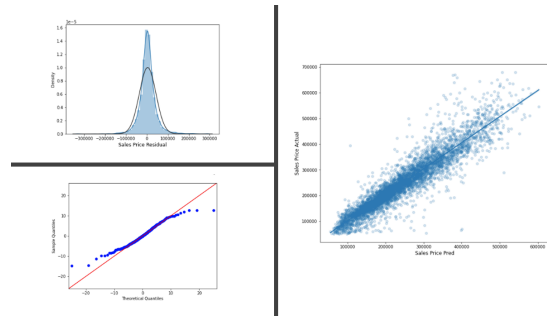 1e-5
1.6
1.4
1.2
1.0
0.8
0.6
0.4
0.2
0.0
Density
-300000 -200000 -100000 0 100000 200000 300000
Sales Price Residual
20
10
0
-10
-20
Sample Quantiles
-20 -10 0 10 20
Theoretical Quantiles
700000
600000
500000
400000
300000
200000
100000
Sales Price Actual
100000 200000 300000 400000 500000 600000
Sales Price Pred